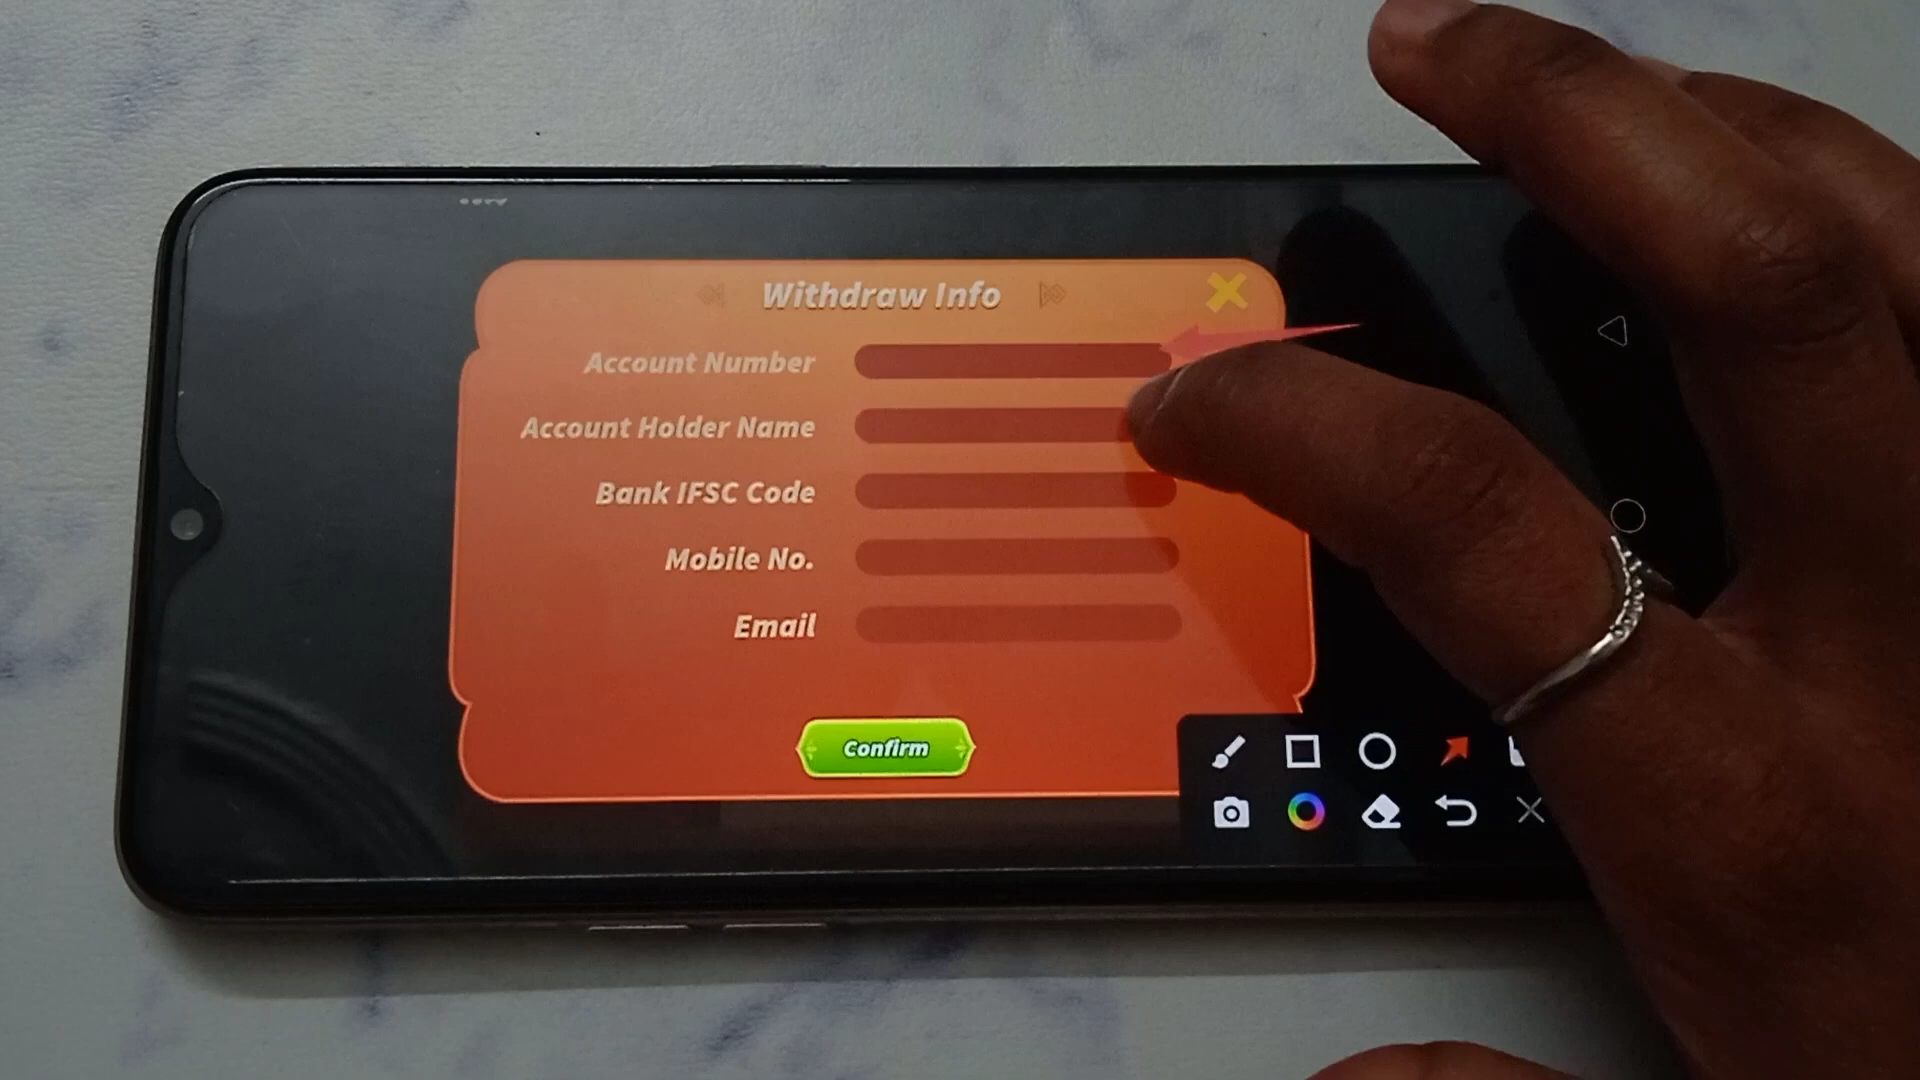 Withdraw Info
Account Number
Account Holder Name
Bank IFSC Code
Mobile No.
Email
Confirm